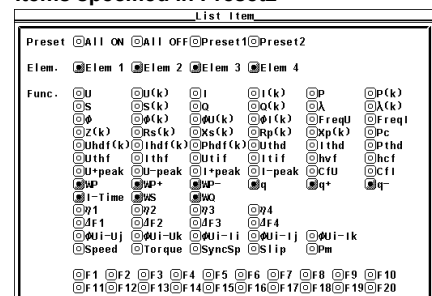 Items specified in Preset2
List Item
Preset All ON All OFF Preset1 Preset2
Elem. Elem 1 Elem 2 Elem 3 Elem 4
Func. U U(k) I I(k) P P(k)
S S(k) Q Q(k) λ λ(k)
φ φ(k) φU(k) φI(k) FreqU FreqI
Z(k) Rs(k) Xs(k) Rp(k) Xp(k) Pc
Uhdf(k) Ihdf(k) Phdf(k) Uthd Ithd Pthd
Uthf Ithf Utif Itif hvf hcf
U+peak U-peak I+peak I-peak CfU CfI
WP WP+ WP- q q+ q-
I-Time WS WQ
η1 η2 η3 η4
ΔF1 ΔF2 ΔF3 ΔF4
φUi-Uj φUi-Uk φUi-Ii φUi-Ij φUi-Ik
Speed Torque SyncSp Slip Pm
F1 F2 F3 F4 F5 F6 F7 F8 F9 F10
F11 F12 F13 F14 F15 F16 F17 F18 F19 F20